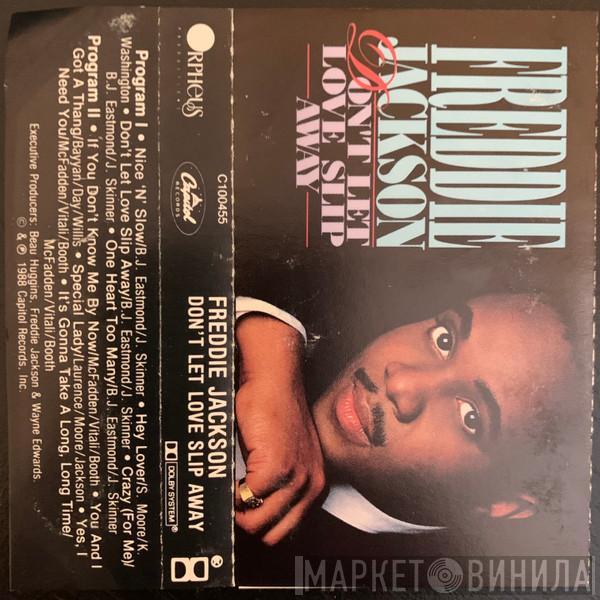 FREDDIE
JACKSON
DON'T LET
LOVE SLIP
AWAY
ORPHEUS
PRODUCTIONS
Capitol
RECORDS
C100455
FREDDIE JACKSON
DON'T LET LOVE SLIP AWAY
DOLBY SYSTEM®
®
Program I • Nice 'N' Slow/B.J. Eastmond/J. Skinner • Hey Lover/S. Moore/K.
Washington • Don't Let Love Slip Away/B.J. Eastmond/J. Skinner • Crazy (For Me)/
B.J. Eastmond/J. Skinner • One Heart Too Many/B.J. Eastmond/J. Skinner
Program II • If You Don't Know Me By Now/McFadden/Vitali/Booth • You And I
Got A Thang/Bayyan/Day/Wills • Special Lady/Laurence/Moore/Jackson • Yes, I
Need You/McFadden/Vitali/Booth • It's Gonna Take A Long, Long Time/
McFadden/Vitali/Booth
Executive Producers: Beau Huggins, Freddie Jackson & Wayne Edwards.
© & ℗ 1988 Capitol Records, Inc.
МАРКЕТ ВИНИЛА